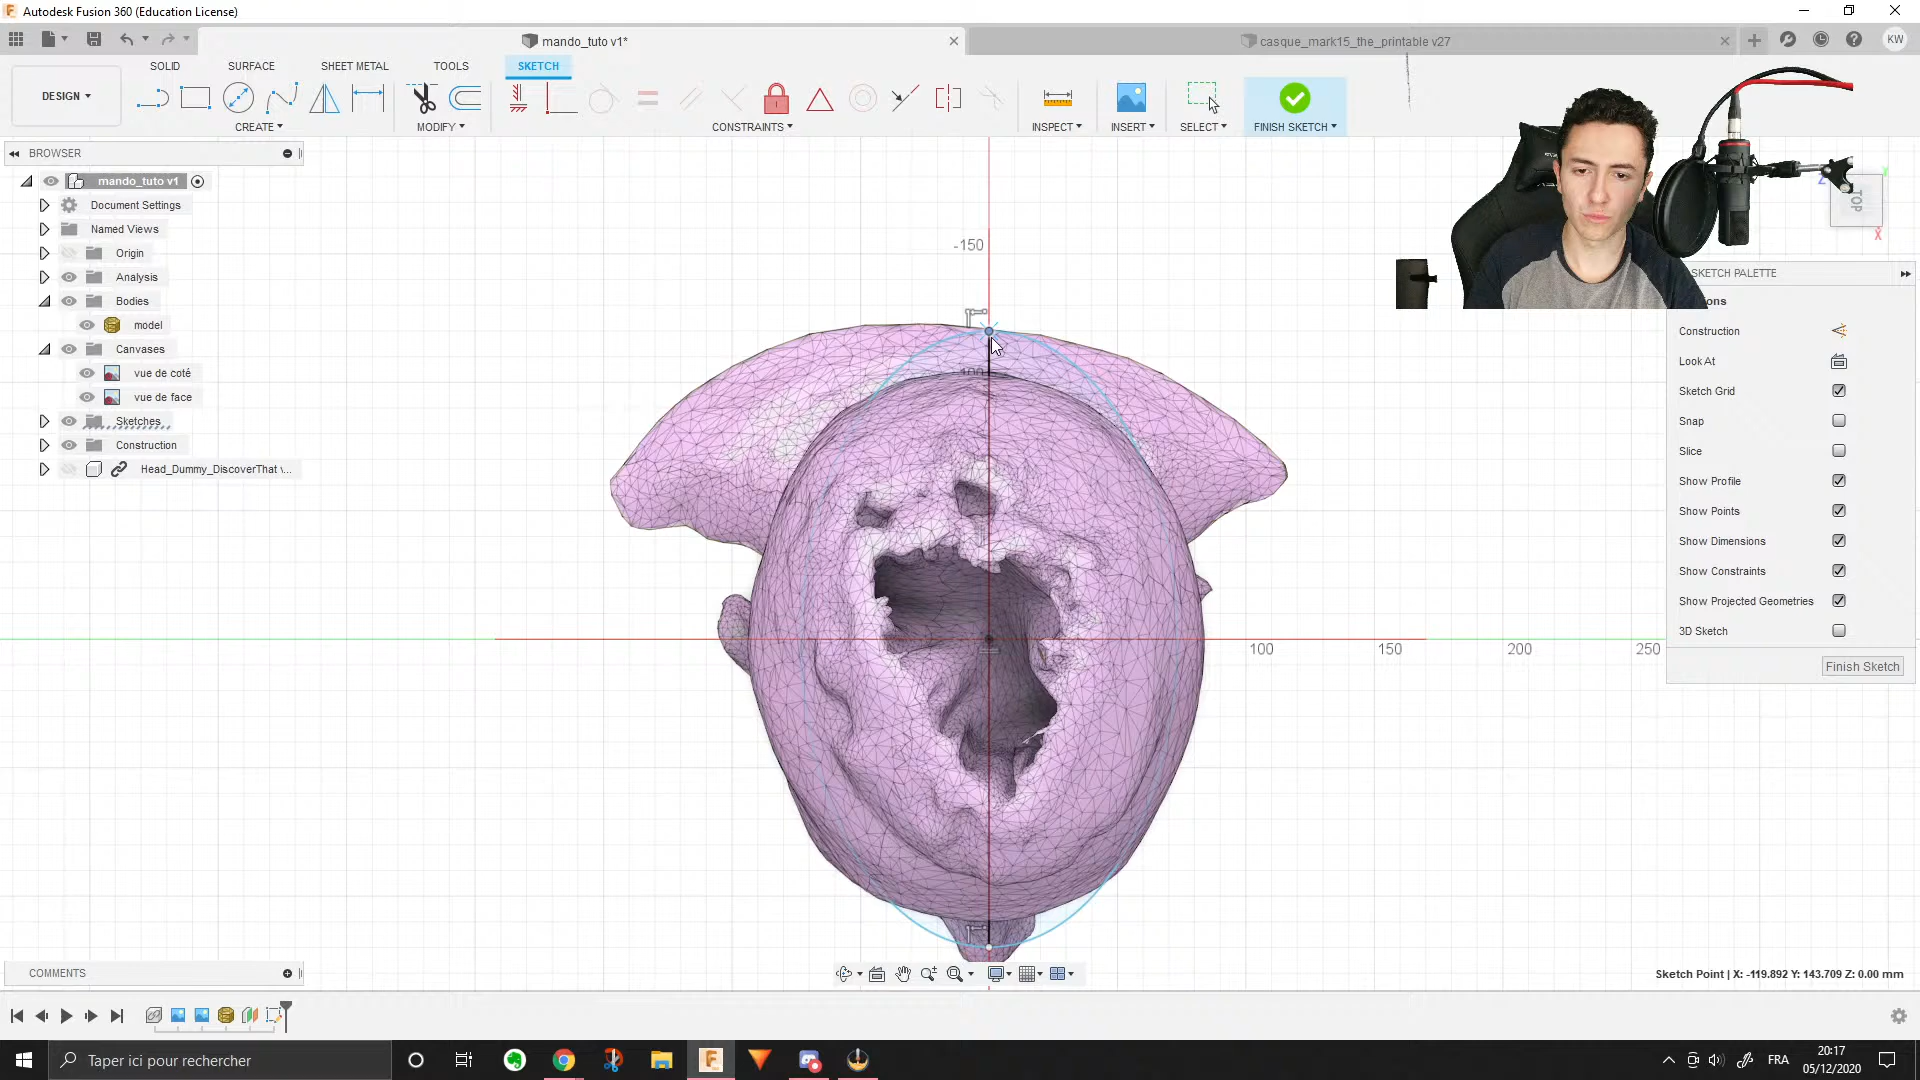 Autodesk Fusion 360 (Education License)
mando_tuto v1*
casque_mark15_the_printable v27
KW
SOLID
SURFACE
SHEET METAL
TOOLS
SKETCH
DESIGN
CREATE
MODIFY
CONSTRAINTS
INSPECT
INSERT
SELECT
FINISH SKETCH
BROWSER
mando_tuto v1
Document Settings
Named Views
Origin
Analysis
Bodies
model
Canvases
vue de coté
vue de face
Sketches
Construction
Head_Dummy_DiscoverThat
-150
-100
100
150
200
250
TOP
Z
X
SKETCH PALETTE
Construction
Look At
Sketch Grid
Snap
Slice
Show Profile
Show Points
Show Dimensions
Show Constraints
Show Projected Geometries
3D Sketch
Finish Sketch
COMMENTS
Sketch Point | X: -119.892 Y: 143.709 Z: 0.00 mm
Taper ici pour rechercher
FRA
20:17
05/12/2020